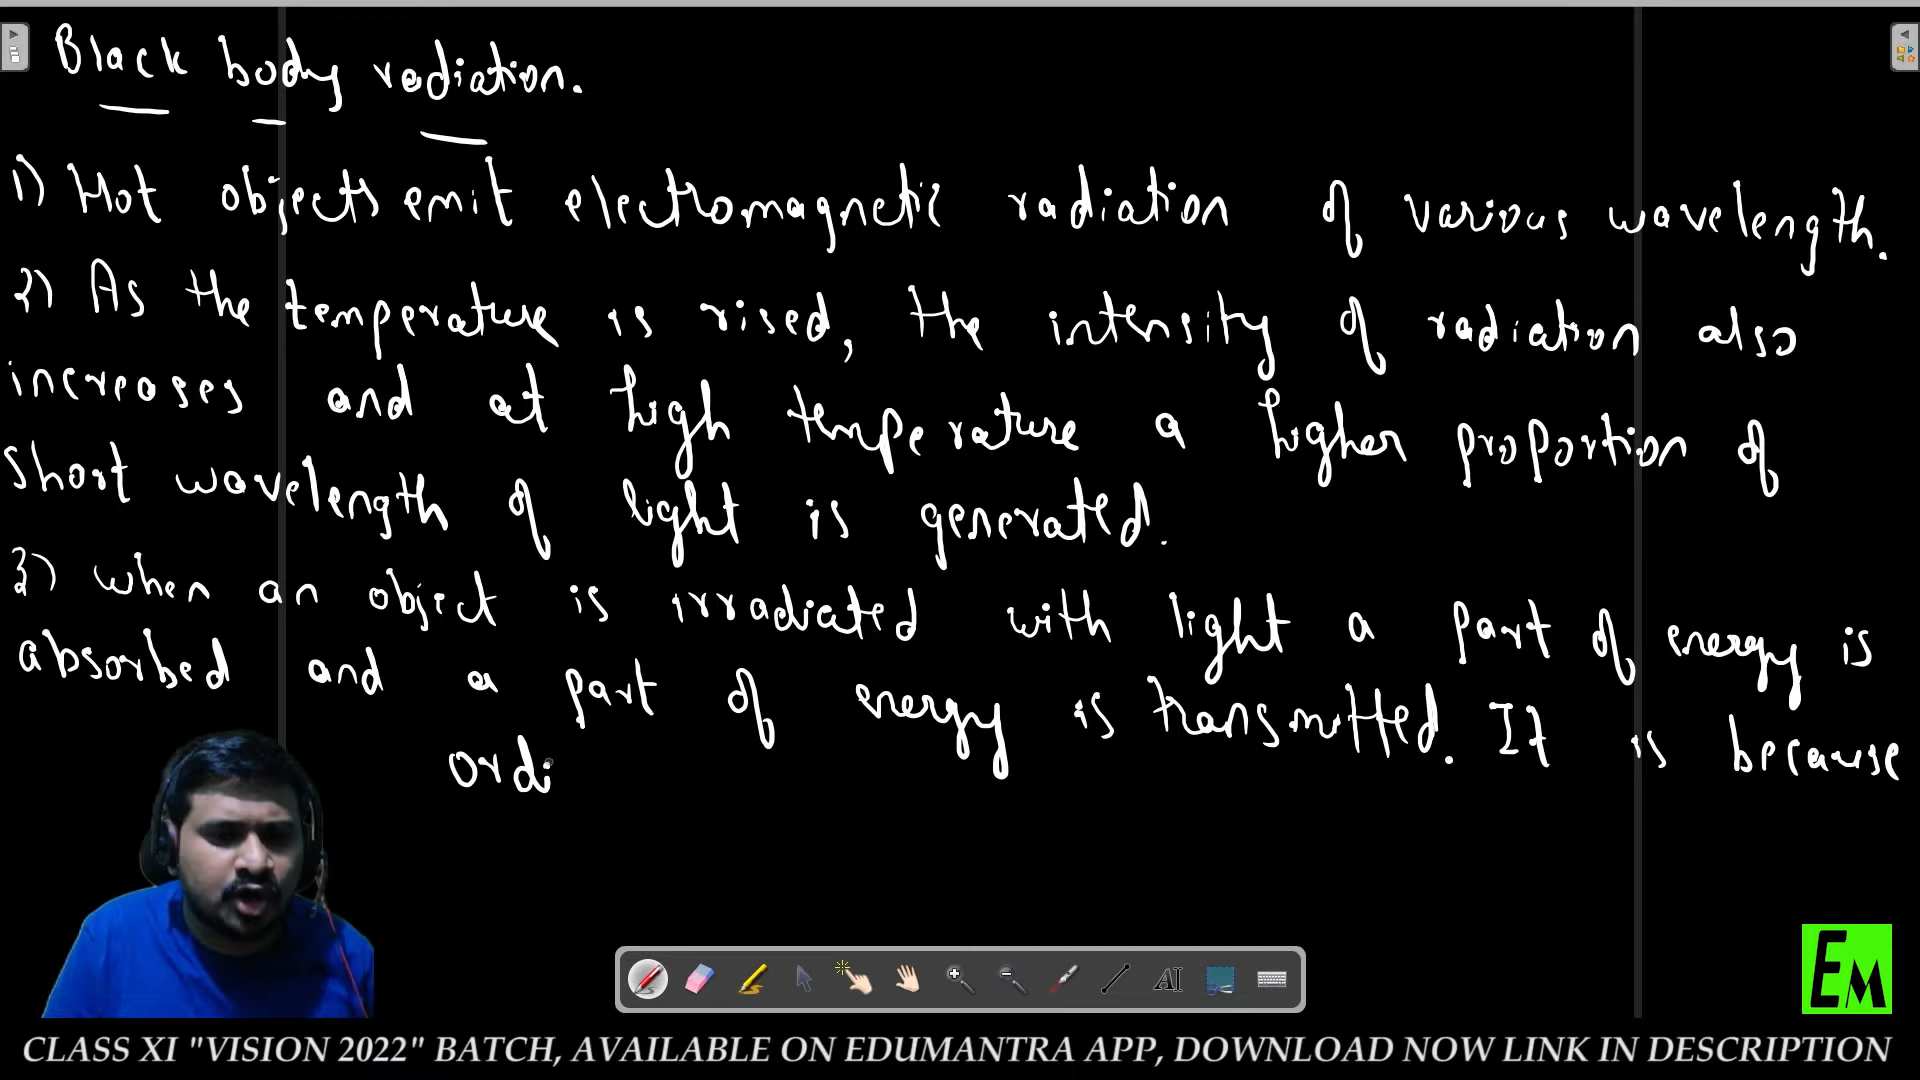 Black body radiation.
1) Hot objects emit electromagnetic radiation of various wavelength.
2) As the temperature is rised, the intensity of radiation also
increases and at high temperature a higher proportion of
short wavelength of light is generated.
3) when an object is irradiated with light a part of energy is
absorbed and a part of energy is transmitted. It is because
ordi
EM
CLASS XI "VISION 2022" BATCH, AVAILABLE ON EDUMANTRA APP, DOWNLOAD NOW LINK IN DESCRIPTION